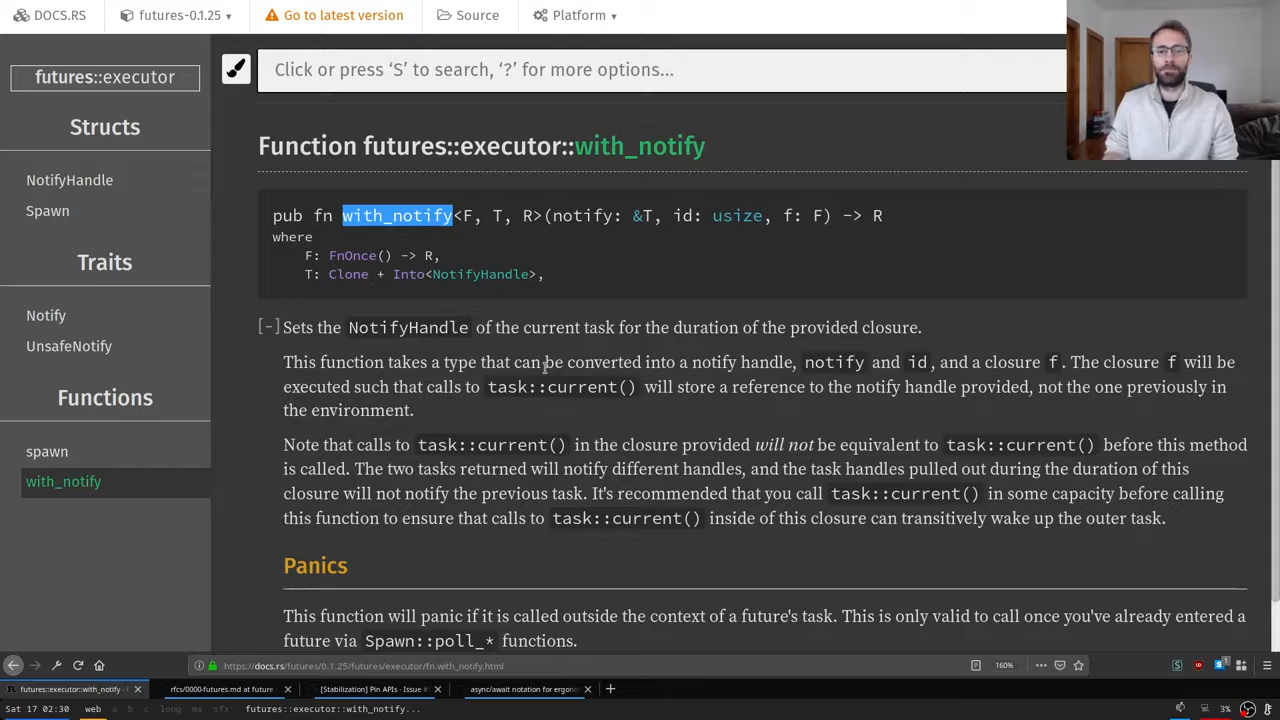 DOCS.RS
futures-0.1.25
Go to latest version
Source
Platform
futures::executor
Click or press ‘S’ to search, ‘?’ for more options…
Structs
NotifyHandle
Spawn
Traits
Notify
UnsafeNotify
Functions
spawn
with_notify
Function futures::executor::with_notify
pub fn with_notify<F, T, R>(notify: &T, id: usize, f: F) -> R
where
F: FnOnce() -> R,
T: Clone + Into<NotifyHandle>,
[-] Sets the NotifyHandle of the current task for the duration of the provided closure.
This function takes a type that can be converted into a notify handle, notify and id, and a closure f. The closure f will be
executed such that calls to task::current() will store a reference to the notify handle provided, not the one previously in
the environment.
Note that calls to task::current() in the closure provided will not be equivalent to task::current() before this method
is called. The two tasks returned will notify different handles, and the task handles pulled out during the duration of this
closure will not notify the previous task. It's recommended that you call task::current() in some capacity before calling
this function to ensure that calls to task::current() inside of this closure can transitively wake up the outer task.
Panics
This function will panic if it is called outside the context of a future's task. This is only valid to call once you've already entered a
future via Spawn::poll_* functions.
https://docs.rs/futures/0.1.25/futures/executor/fn.with_notify.html
160%
futures::executor::with_notify -
rfcs/0000-futures.md at future
[Stabilization] Pin APIs · Issue
async/await notation for ergono
Sat 17 02:30 web a b c long mx sfx futures::executor::with_notify...
3%